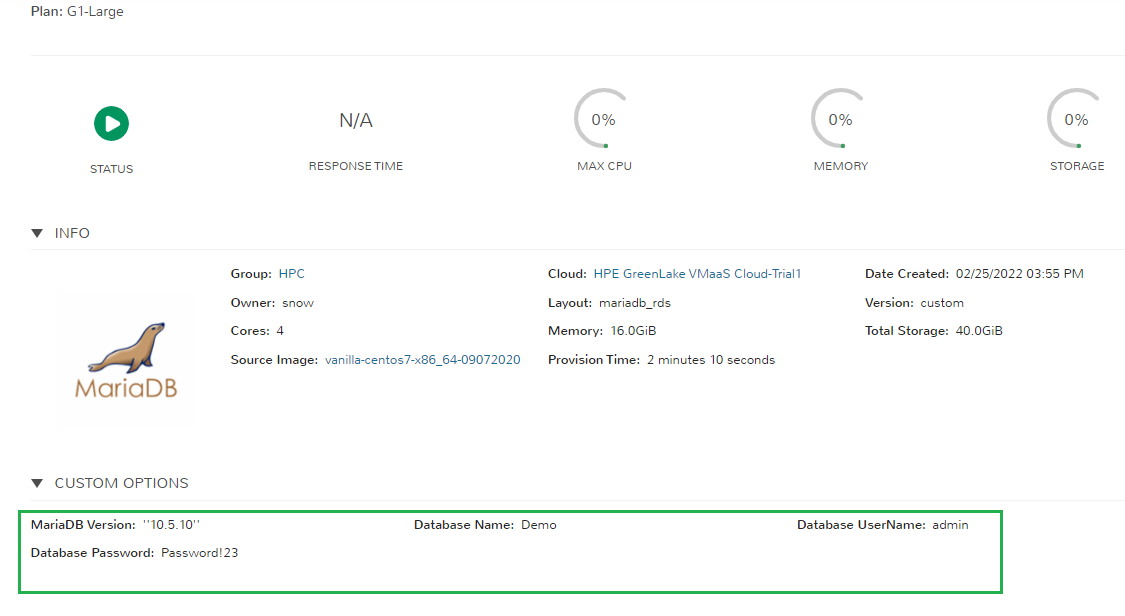 Plan: G1-Large
N/A
0%
0%
0%
STATUS
RESPONSE TIME
MAX CPU
MEMORY
STORAGE
INFO
Group: HPC
Cloud: HPE GreenLake VMaaS Cloud-Trial1
Date Created: 02/25/2022 03:55 PM
Owner: snow
Layout: mariadb_rds
Version: custom
Cores: 4
Memory: 16.0GiB
Total Storage: 40.0GiB
Source Image: vanilla-centos7-x86_64-09072020
Provision Time: 2 minutes 10 seconds
MariaDB
CUSTOM OPTIONS
MariaDB Version: ''10.5.10''
Database Name: Demo
Database UserName: admin
Database Password: Password!23